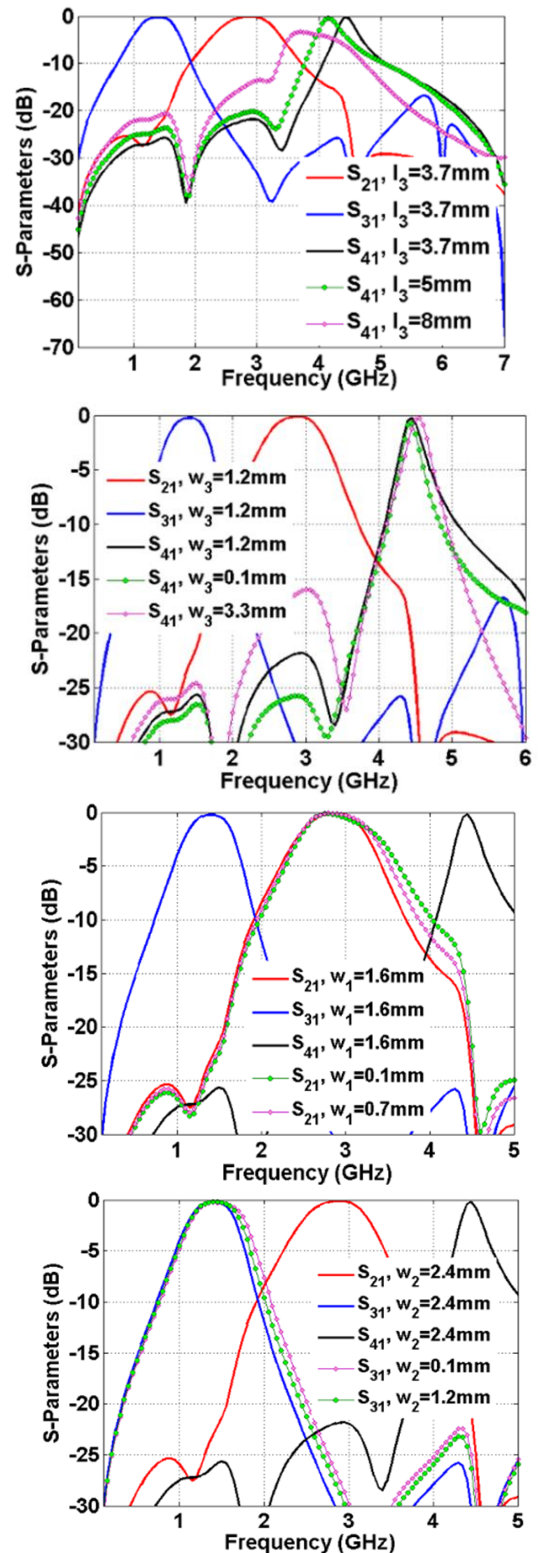 0
-10
-20
-30
-40
-50
-60
-70
S-Parameters (dB)
S21, l3=3.7mm
S31, l3=3.7mm
S41, l3=3.7mm
S41, l3=5mm
S41, l3=8mm
1 2 3 4 5 6 7
Frequency (GHz)
0
-5
-10
-15
-20
-25
-30
S-Parameters (dB)
S21, w3=1.2mm
S31, w3=1.2mm
S41, w3=1.2mm
S41, w3=0.1mm
S41, w3=3.3mm
1 2 3 4 5 6
Frequency (GHz)
0
-5
-10
-15
-20
-25
-30
S-Parameters (dB)
S21, w1=1.6mm
S31, w1=1.6mm
S41, w1=1.6mm
S21, w1=0.1mm
S21, w1=0.7mm
1 2 3 4 5
Frequency (GHz)
0
-5
-10
-15
-20
-25
-30
S-Parameters (dB)
S21, w2=2.4mm
S31, w2=2.4mm
S41, w2=2.4mm
S31, w2=0.1mm
S31, w2=1.2mm
1 2 3 4 5
Frequency (GHz)